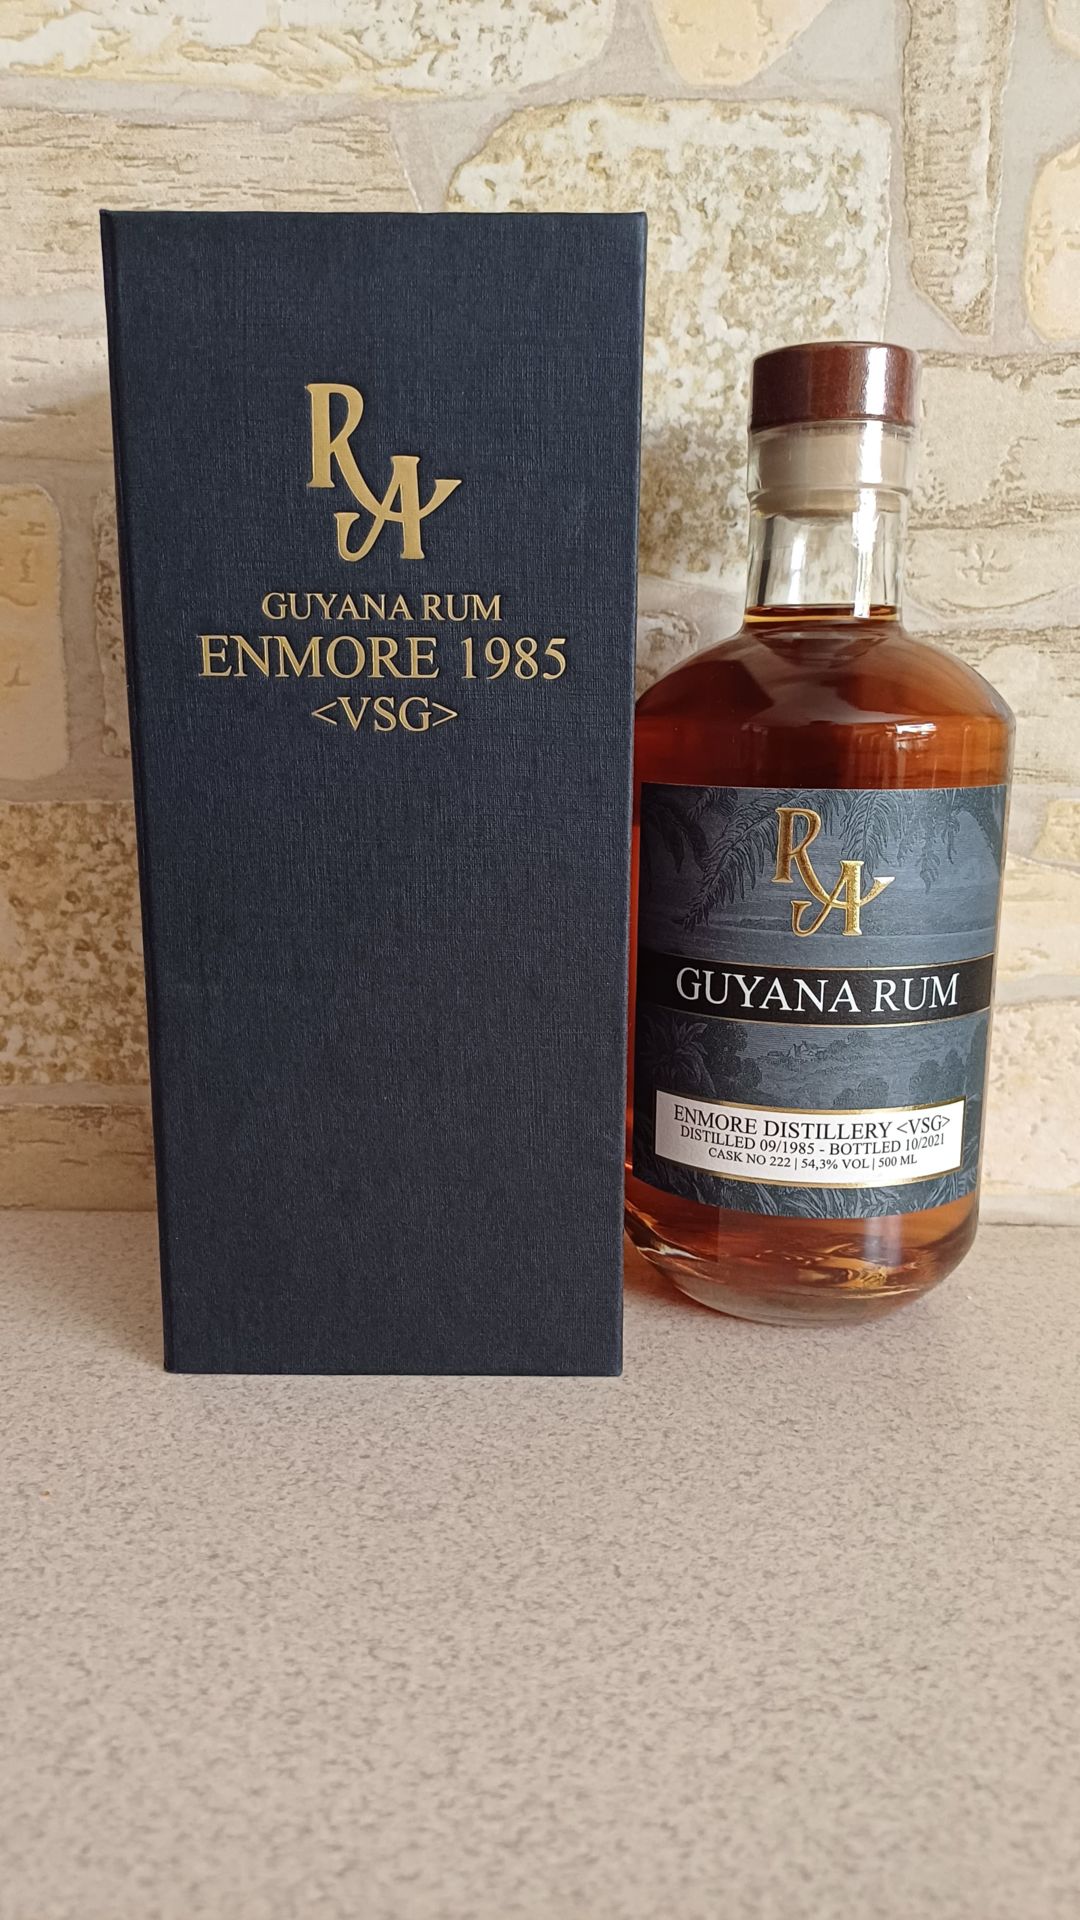 RA
GUYANA RUM
ENMORE 1985
<VSG>
RA
GUYANA RUM
ENMORE DISTILLERY <VSG>
DISTILLED 09/1985 - BOTTLED 10/2021
CASK NO 222 | 54,3% VOL | 500 ML